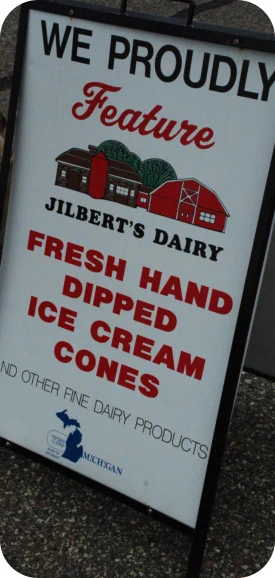 WE PROUDLY
Feature
JILBERT'S DAIRY
FRESH HAND
DIPPED
ICE CREAM
CONES
ND OTHER FINE DAIRY PRODUCTS
MICHIGAN